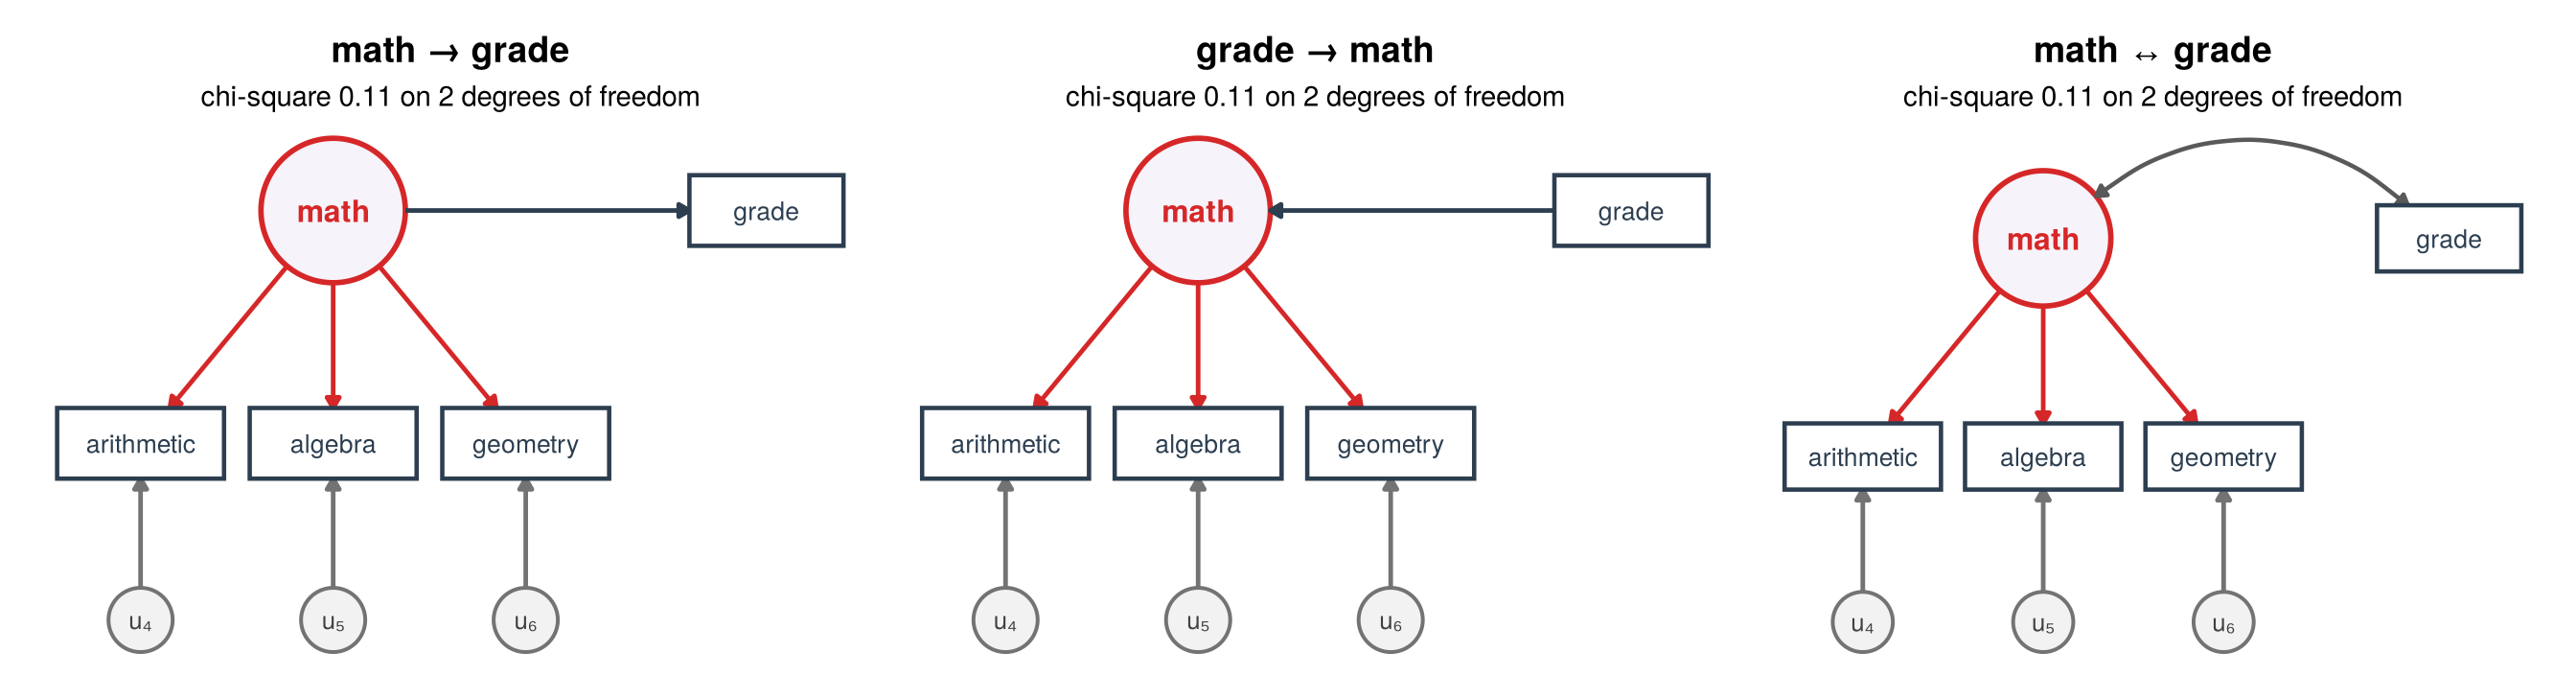 math → grade
chi-square 0.11 on 2 degrees of freedom
math
grade
arithmetic
algebra
geometry
u₄
u₅
u₆
grade → math
chi-square 0.11 on 2 degrees of freedom
math
grade
arithmetic
algebra
geometry
u₄
u₅
u₆
math ↔ grade
chi-square 0.11 on 2 degrees of freedom
math
grade
arithmetic
algebra
geometry
u₄
u₅
u₆